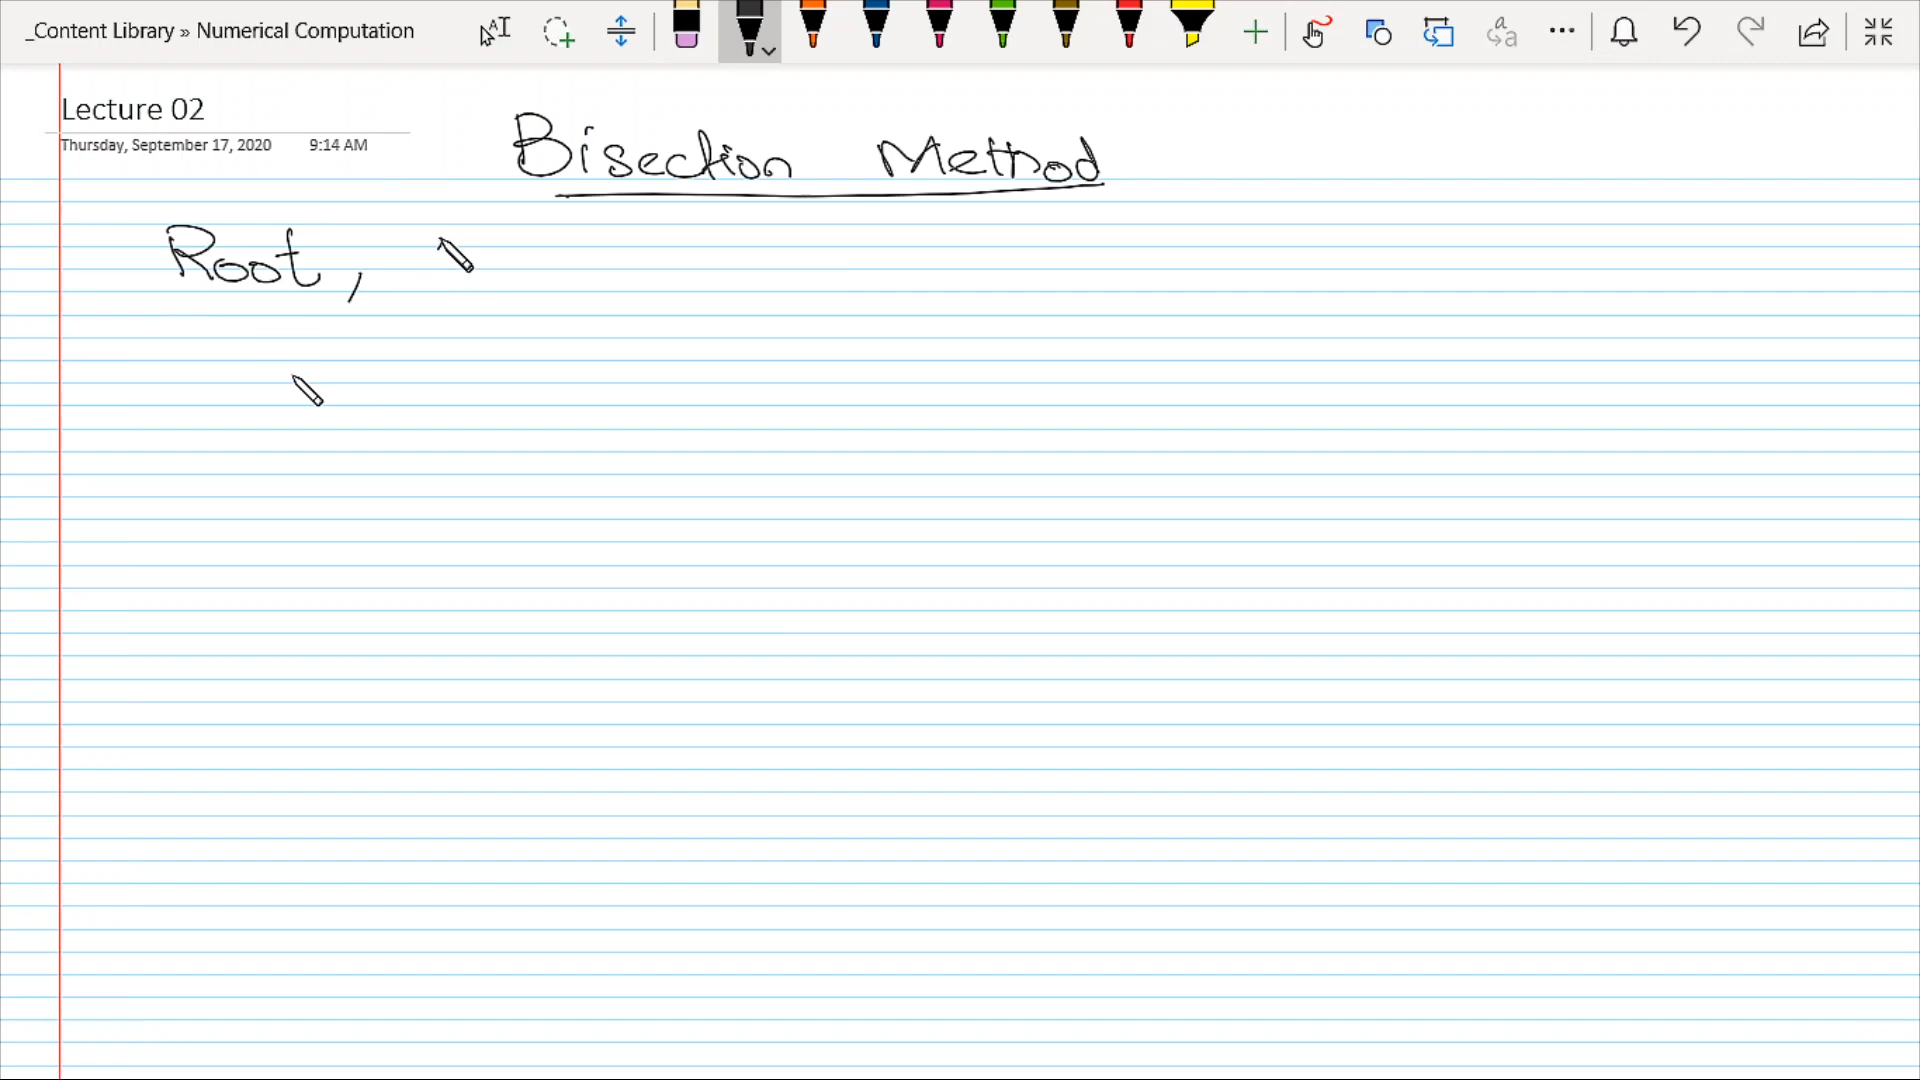 _Content Library » Numerical Computation
Lecture 02
Thursday, September 17, 2020 9:14 AM
Bisection Method
Root,